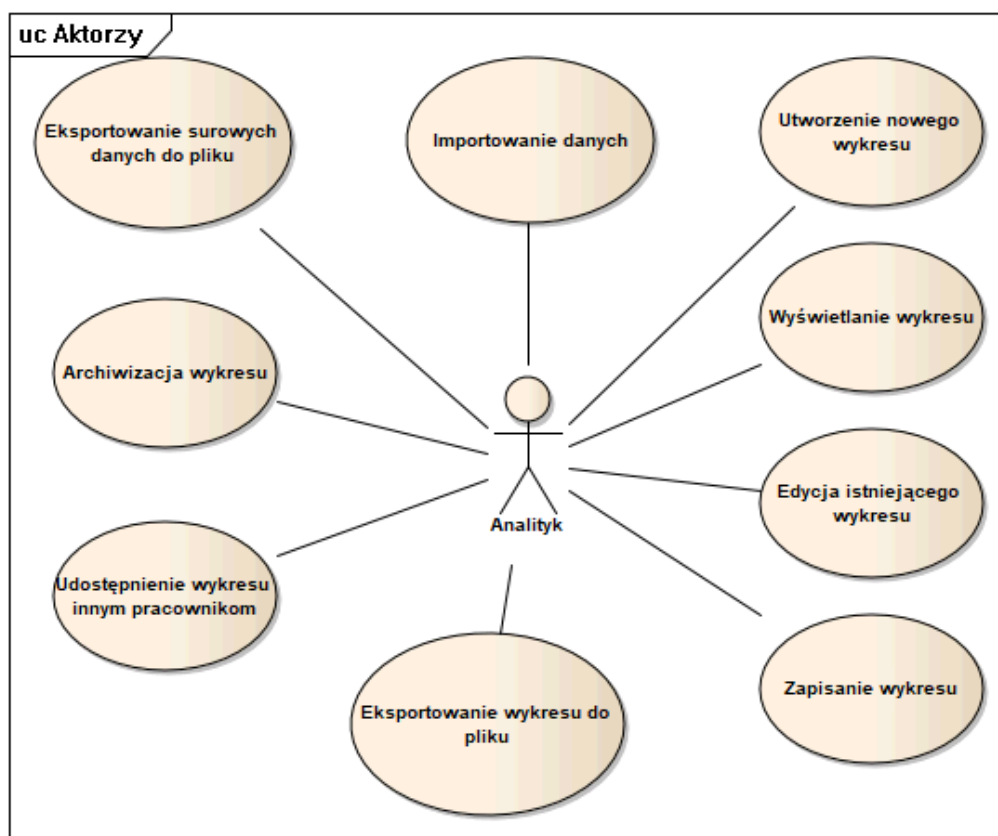 uc Aktorzy
Eksportowanie surowych
danych do pliku
Importowanie danych
Utworzenie nowego
wykresu
Wyświetlanie wykresu
Archiwizacja wykresu
Edycja istniejącego
wykresu
Analityk
Udostępnienie wykresu
innym pracownikom
Zapisanie wykresu
Eksportowanie wykresu do
pliku